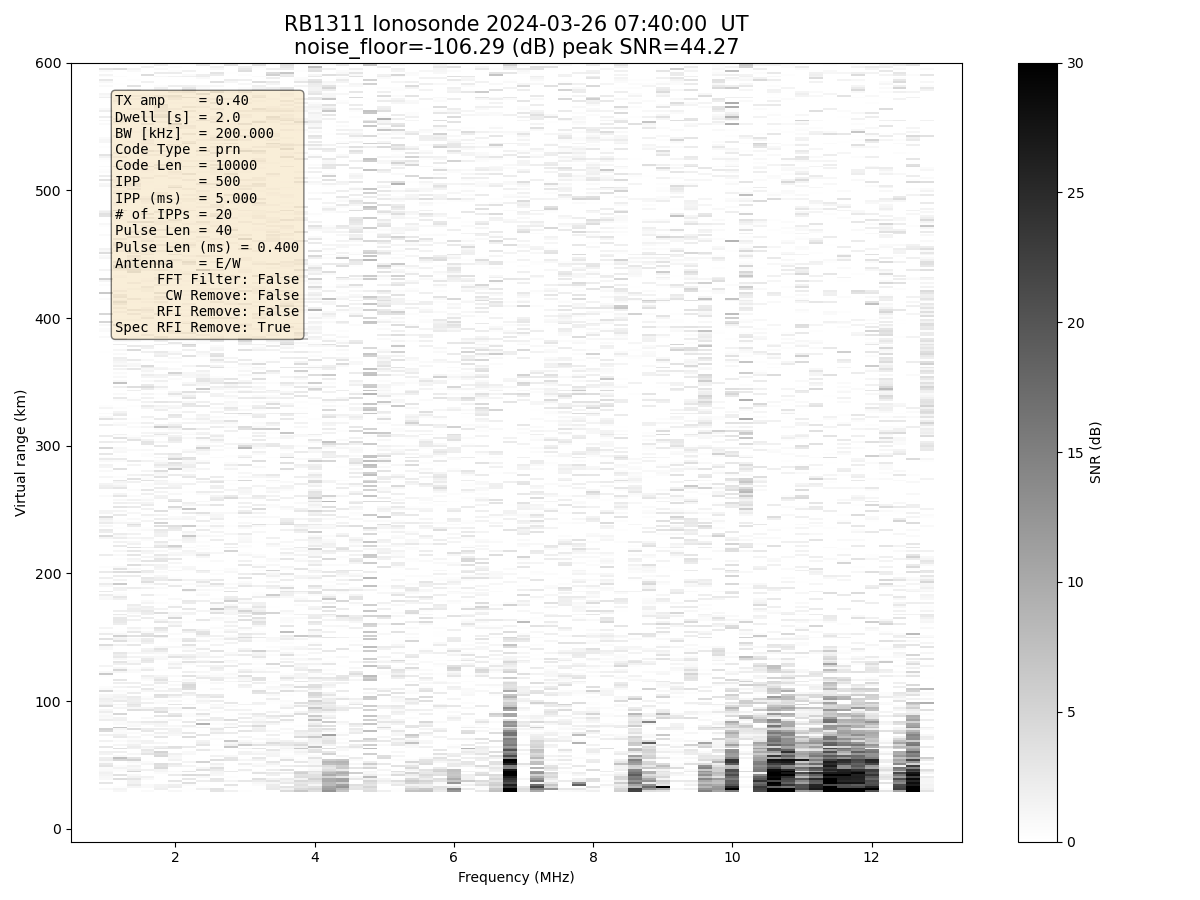 RB1311 Ionosonde 2024-03-26 07:40:00  UT
noise_floor=-106.29 (dB) peak SNR=44.27
TX amp    = 0.40
Dwell [s] = 2.0
BW [kHz]  = 200.000
Code Type = prn
Code Len  = 10000
IPP       = 500
IPP (ms)  = 5.000
# of IPPs = 20
Pulse Len = 40
Pulse Len (ms) = 0.400
Antenna   = E/W
FFT Filter: False
CW Remove: False
RFI Remove: False
Spec RFI Remove: True
Virtual range (km)
600
500
400
300
200
100
0
2
4
6
8
10
12
Frequency (MHz)
30
25
20
15
10
5
0
SNR (dB)